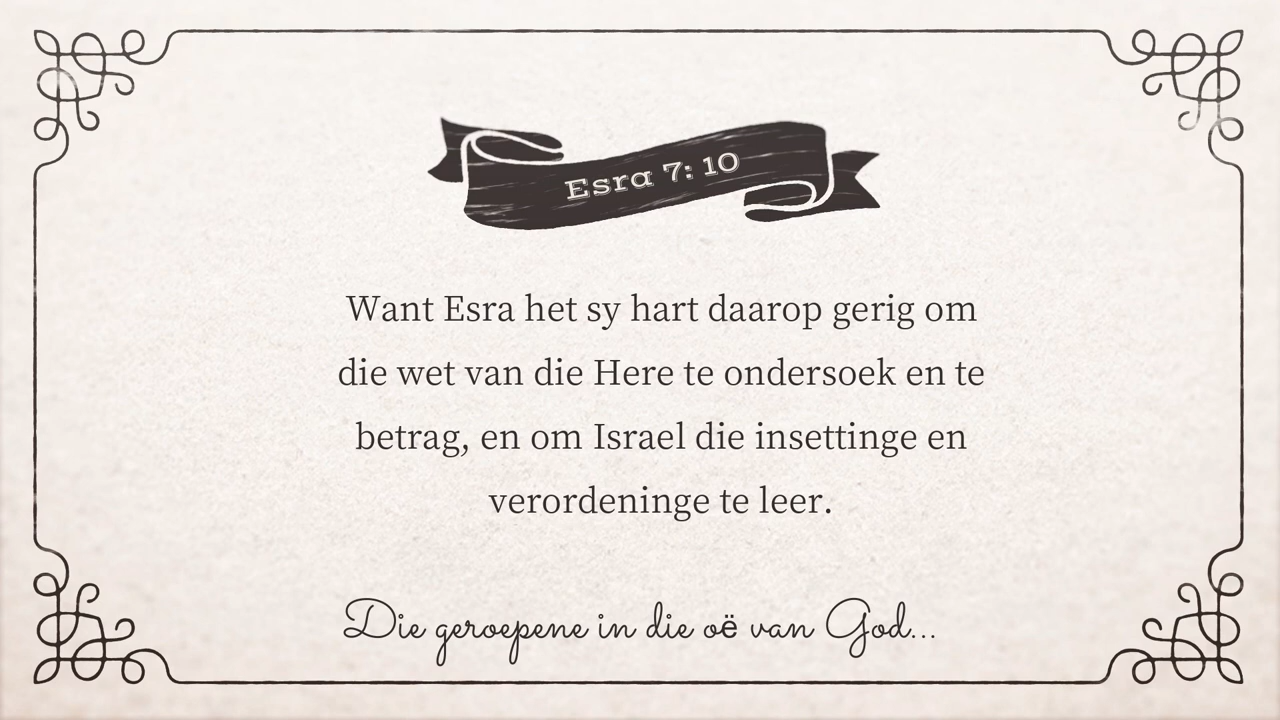 Esra 7: 10
Want Esra het sy hart daarop gerig om
die wet van die Here te ondersoek en te
betrag, en om Israel die insettinge en
verordeninge te leer.
Die geroepene in die oë van God...